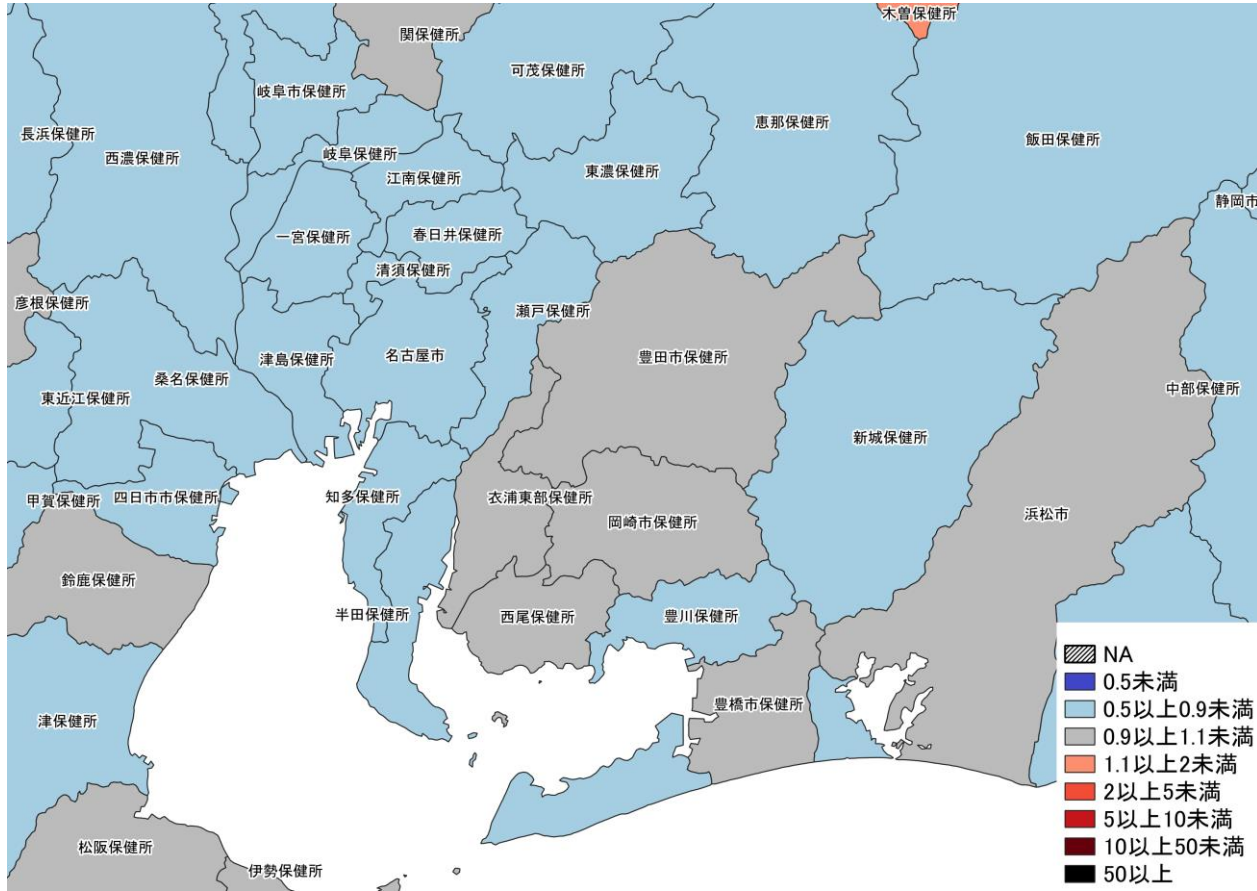 木曽保健所
関保健所
可茂保健所
岐阜市保健所
恵那保健所
長浜保健所
西濃保健所
岐阜保健所
飯田保健所
江南保健所
東濃保健所
静岡市
一宮保健所
春日井保健所
清須保健所
彦根保健所
瀬戸保健所
津島保健所
名古屋市
豊田市保健所
桑名保健所
東近江保健所
中部保健所
新城保健所
甲賀保健所
四日市市保健所
知多保健所
衣浦東部保健所
岡崎市保健所
浜松市
鈴鹿保健所
半田保健所
西尾保健所
豊川保健所
豊橋市保健所
津保健所
松阪保健所
伊勢保健所
NA
0.5未満
0.5以上0.9未満
0.9以上1.1未満
1.1以上2未満
2以上5未満
5以上10未満
10以上50未満
50以上